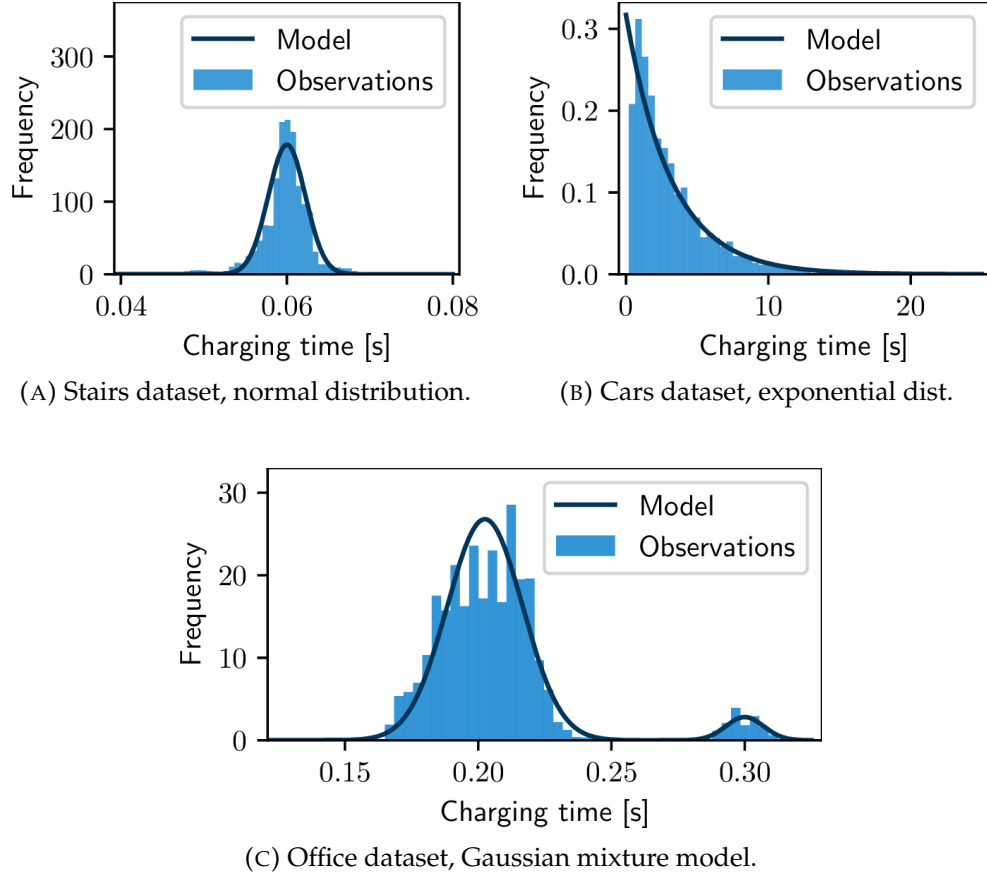 Model
Observations
Frequency
300
200
100
0
0.04
0.06
0.08
Charging time [s]
(A) Stairs dataset, normal distribution.
Model
Observations
Frequency
0.3
0.2
0.1
0.0
0
10
20
Charging time [s]
(B) Cars dataset, exponential dist.
Model
Observations
Frequency
30
20
10
0
0.15
0.20
0.25
0.30
Charging time [s]
(C) Office dataset, Gaussian mixture model.